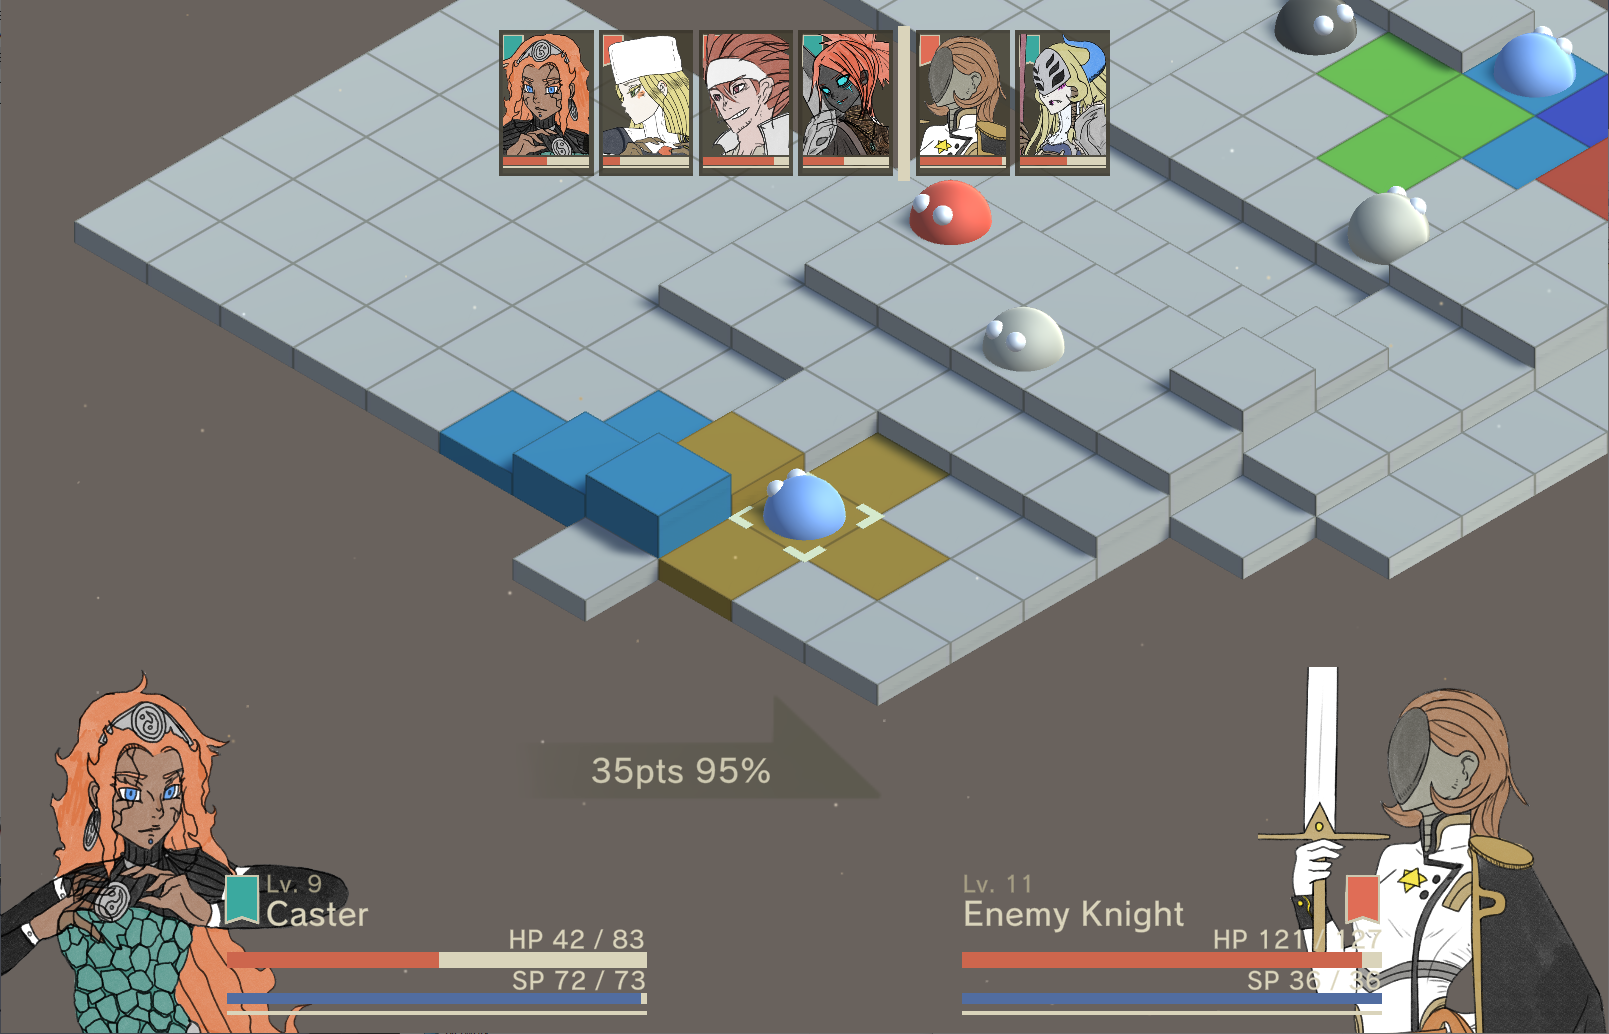 35pts 95%
Lv. 9
Caster
HP 42 / 83
SP 72 / 73
Lv. 11
Enemy Knight
HP 121 / 127
SP 36 / 36